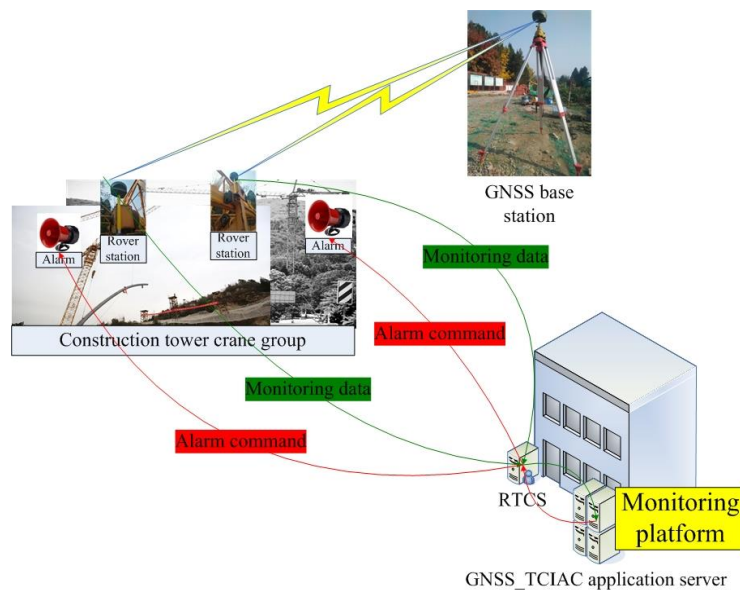 GNSS base
station
Rover
station
Rover
station
Alarm
Alarm
Monitoring data
Construction tower crane group
Alarm command
Monitoring data
Alarm command
RTCS
Monitoring
platform
GNSS_TCIAC application server